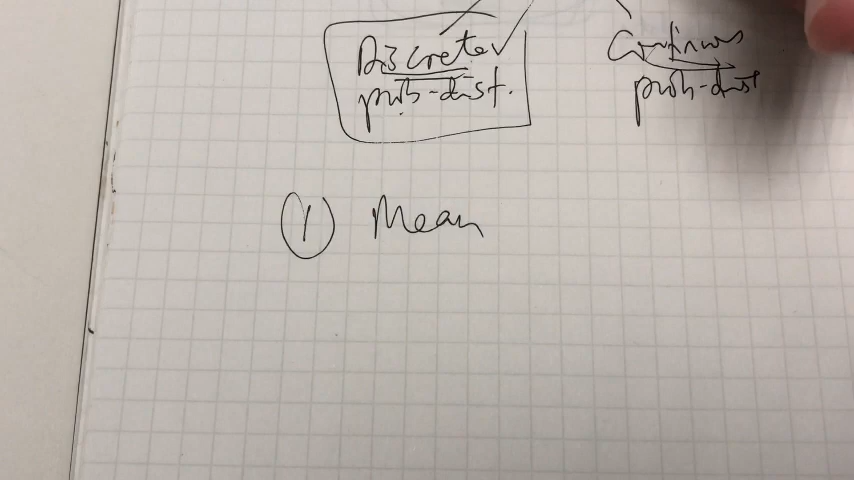 Discrete
prob-dist.
Continuous
prob-dist
① Mean